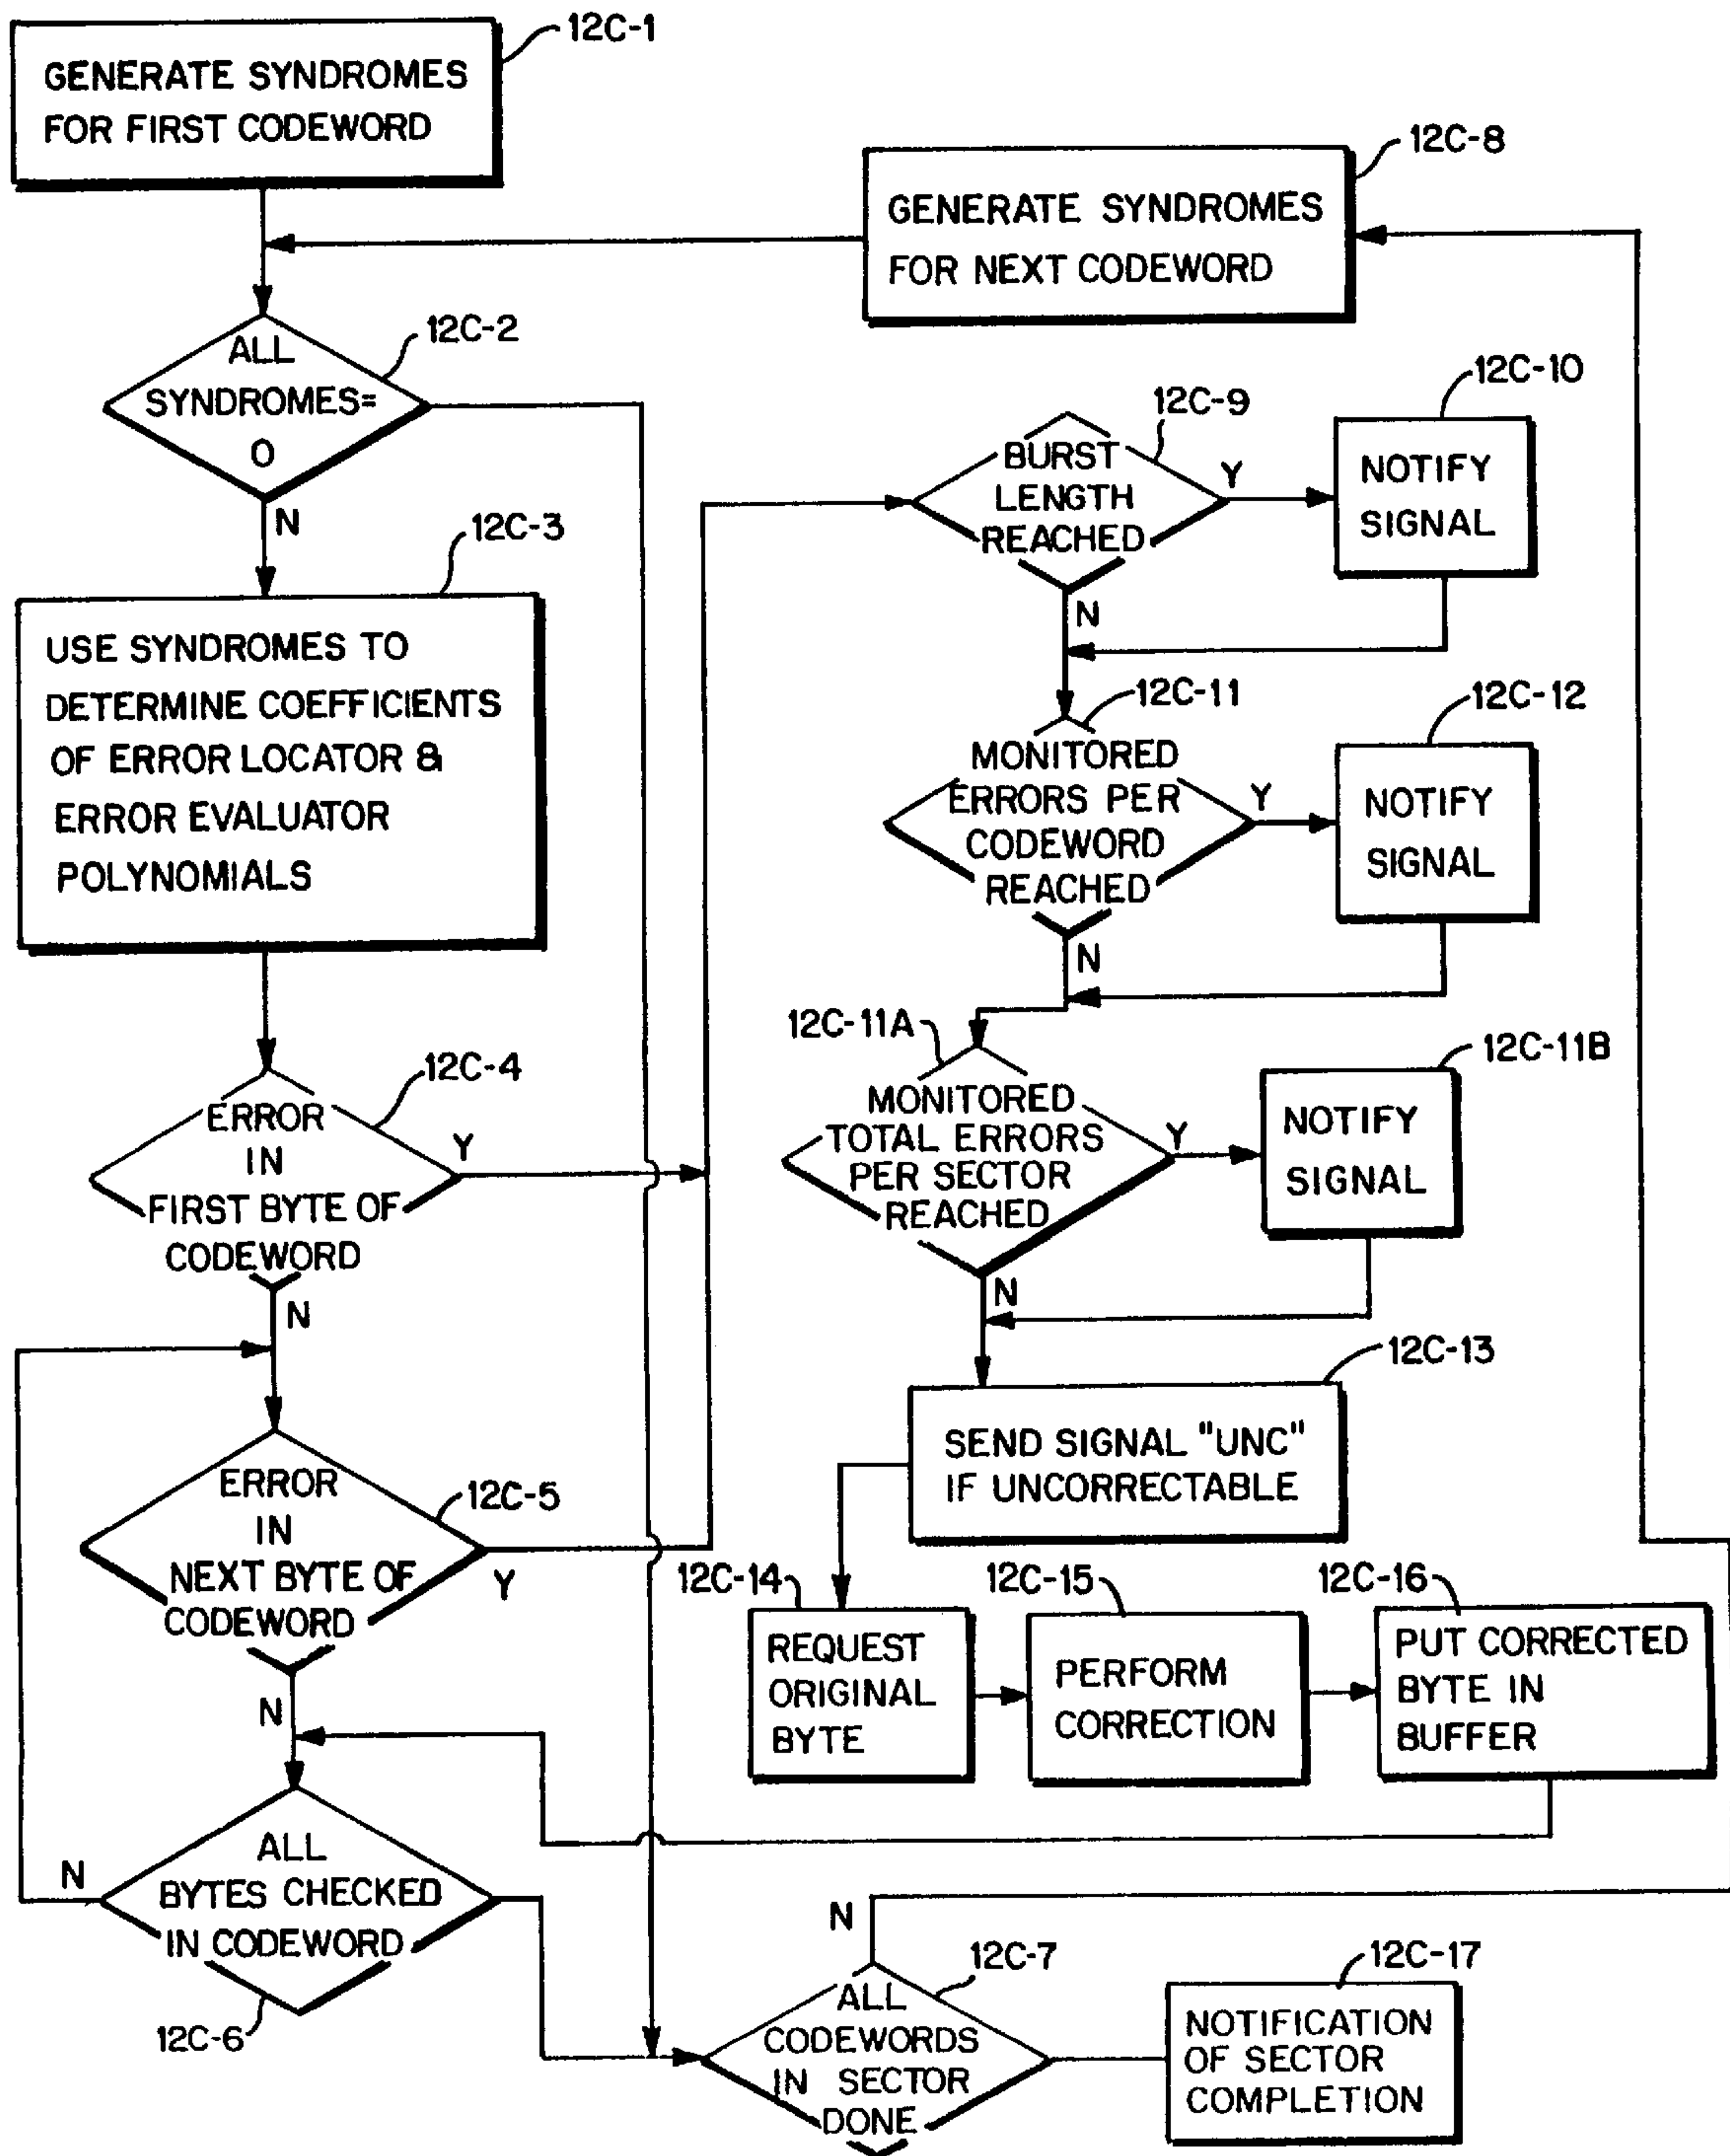 12C-1
GENERATE SYNDROMES
FOR FIRST CODEWORD
12C-8
GENERATE SYNDROMES
FOR NEXT CODEWORD
12C-2
ALL
SYNDROMES=
0
N
12C-3
USE SYNDROMES TO
DETERMINE COEFFICIENTS
OF ERROR LOCATOR &
ERROR EVALUATOR
POLYNOMIALS
12C-4
ERROR
IN
FIRST BYTE OF
CODEWORD
Y
N
12C-5
ERROR
IN
NEXT BYTE OF
CODEWORD
Y
N
ALL
BYTES CHECKED
IN CODEWORD
N
12C-6
12C-9
BURST
LENGTH
REACHED
Y
N
12C-10
NOTIFY
SIGNAL
12C-11
MONITORED
ERRORS PER
CODEWORD
REACHED
Y
N
12C-12
NOTIFY
SIGNAL
12C-11A
MONITORED
TOTAL ERRORS
PER SECTOR
REACHED
Y
N
12C-11B
NOTIFY
SIGNAL
12C-13
SEND SIGNAL "UNC"
IF UNCORRECTABLE
12C-14
REQUEST
ORIGINAL
BYTE
12C-15
PERFORM
CORRECTION
12C-16
PUT CORRECTED
BYTE IN
BUFFER
N
12C-7
ALL
CODEWORDS
IN SECTOR
DONE
12C-17
NOTIFICATION
OF SECTOR
COMPLETION